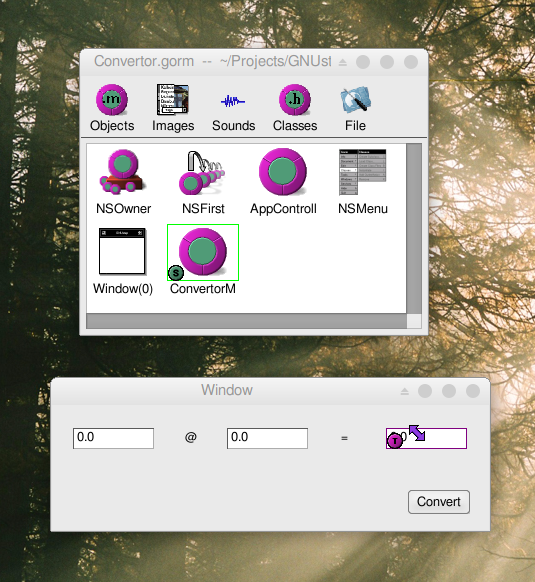 Convertor.gorm -- ~/Projects/GNUst
Objects Images Sounds Classes File
.m .h
NSOwner NSFirst AppControll NSMenu
Window(0) ConvertorM
S
Window
0.0 @ 0.0 = 0
T
Convert